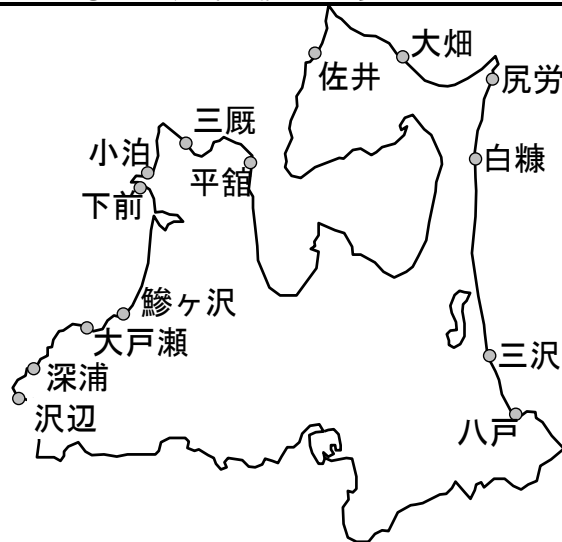 大畑
佐井
尻労
三厩
小泊
平舘
白糠
下前
鰺ヶ沢
大戸瀬
三沢
深浦
沢辺
八戸